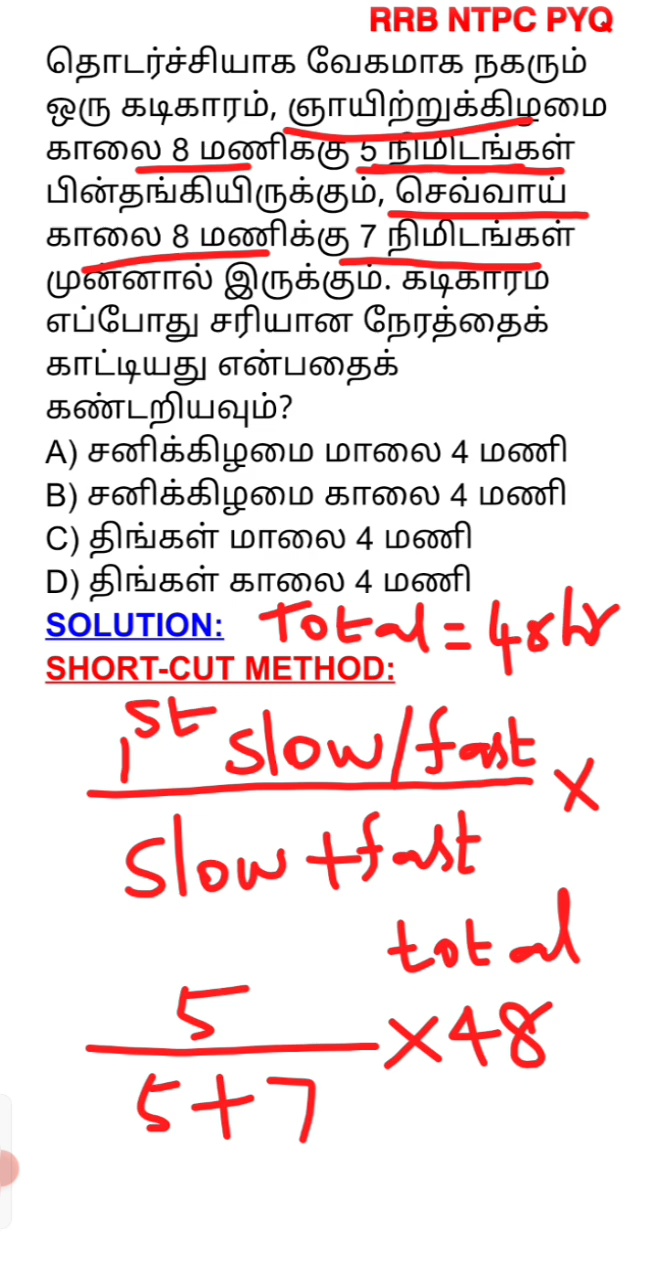 RRB NTPC PYQ
தொடர்ச்சியாக வேகமாக நகரும்
ஒரு கடிகாரம், ஞாயிற்றுக்கிழமை
காலை 8 மணிக்கு 5 நிமிடங்கள்
பின்தங்கியிருக்கும், செவ்வாய்
காலை 8 மணிக்கு 7 நிமிடங்கள்
முன்னால் இருக்கும். கடிகாரம்
எப்போது சரியான நேரத்தைக்
காட்டியது என்பதைக்
கண்டறியவும்?
A) சனிக்கிழமை மாலை 4 மணி
B) சனிக்கிழமை காலை 4 மணி
C) திங்கள் மாலை 4 மணி
D) திங்கள் காலை 4 மணி
SOLUTION: Total = 48hr
SHORT-CUT METHOD:
1st slow/fast ×
slow + fast
total
5
× 48
5+7